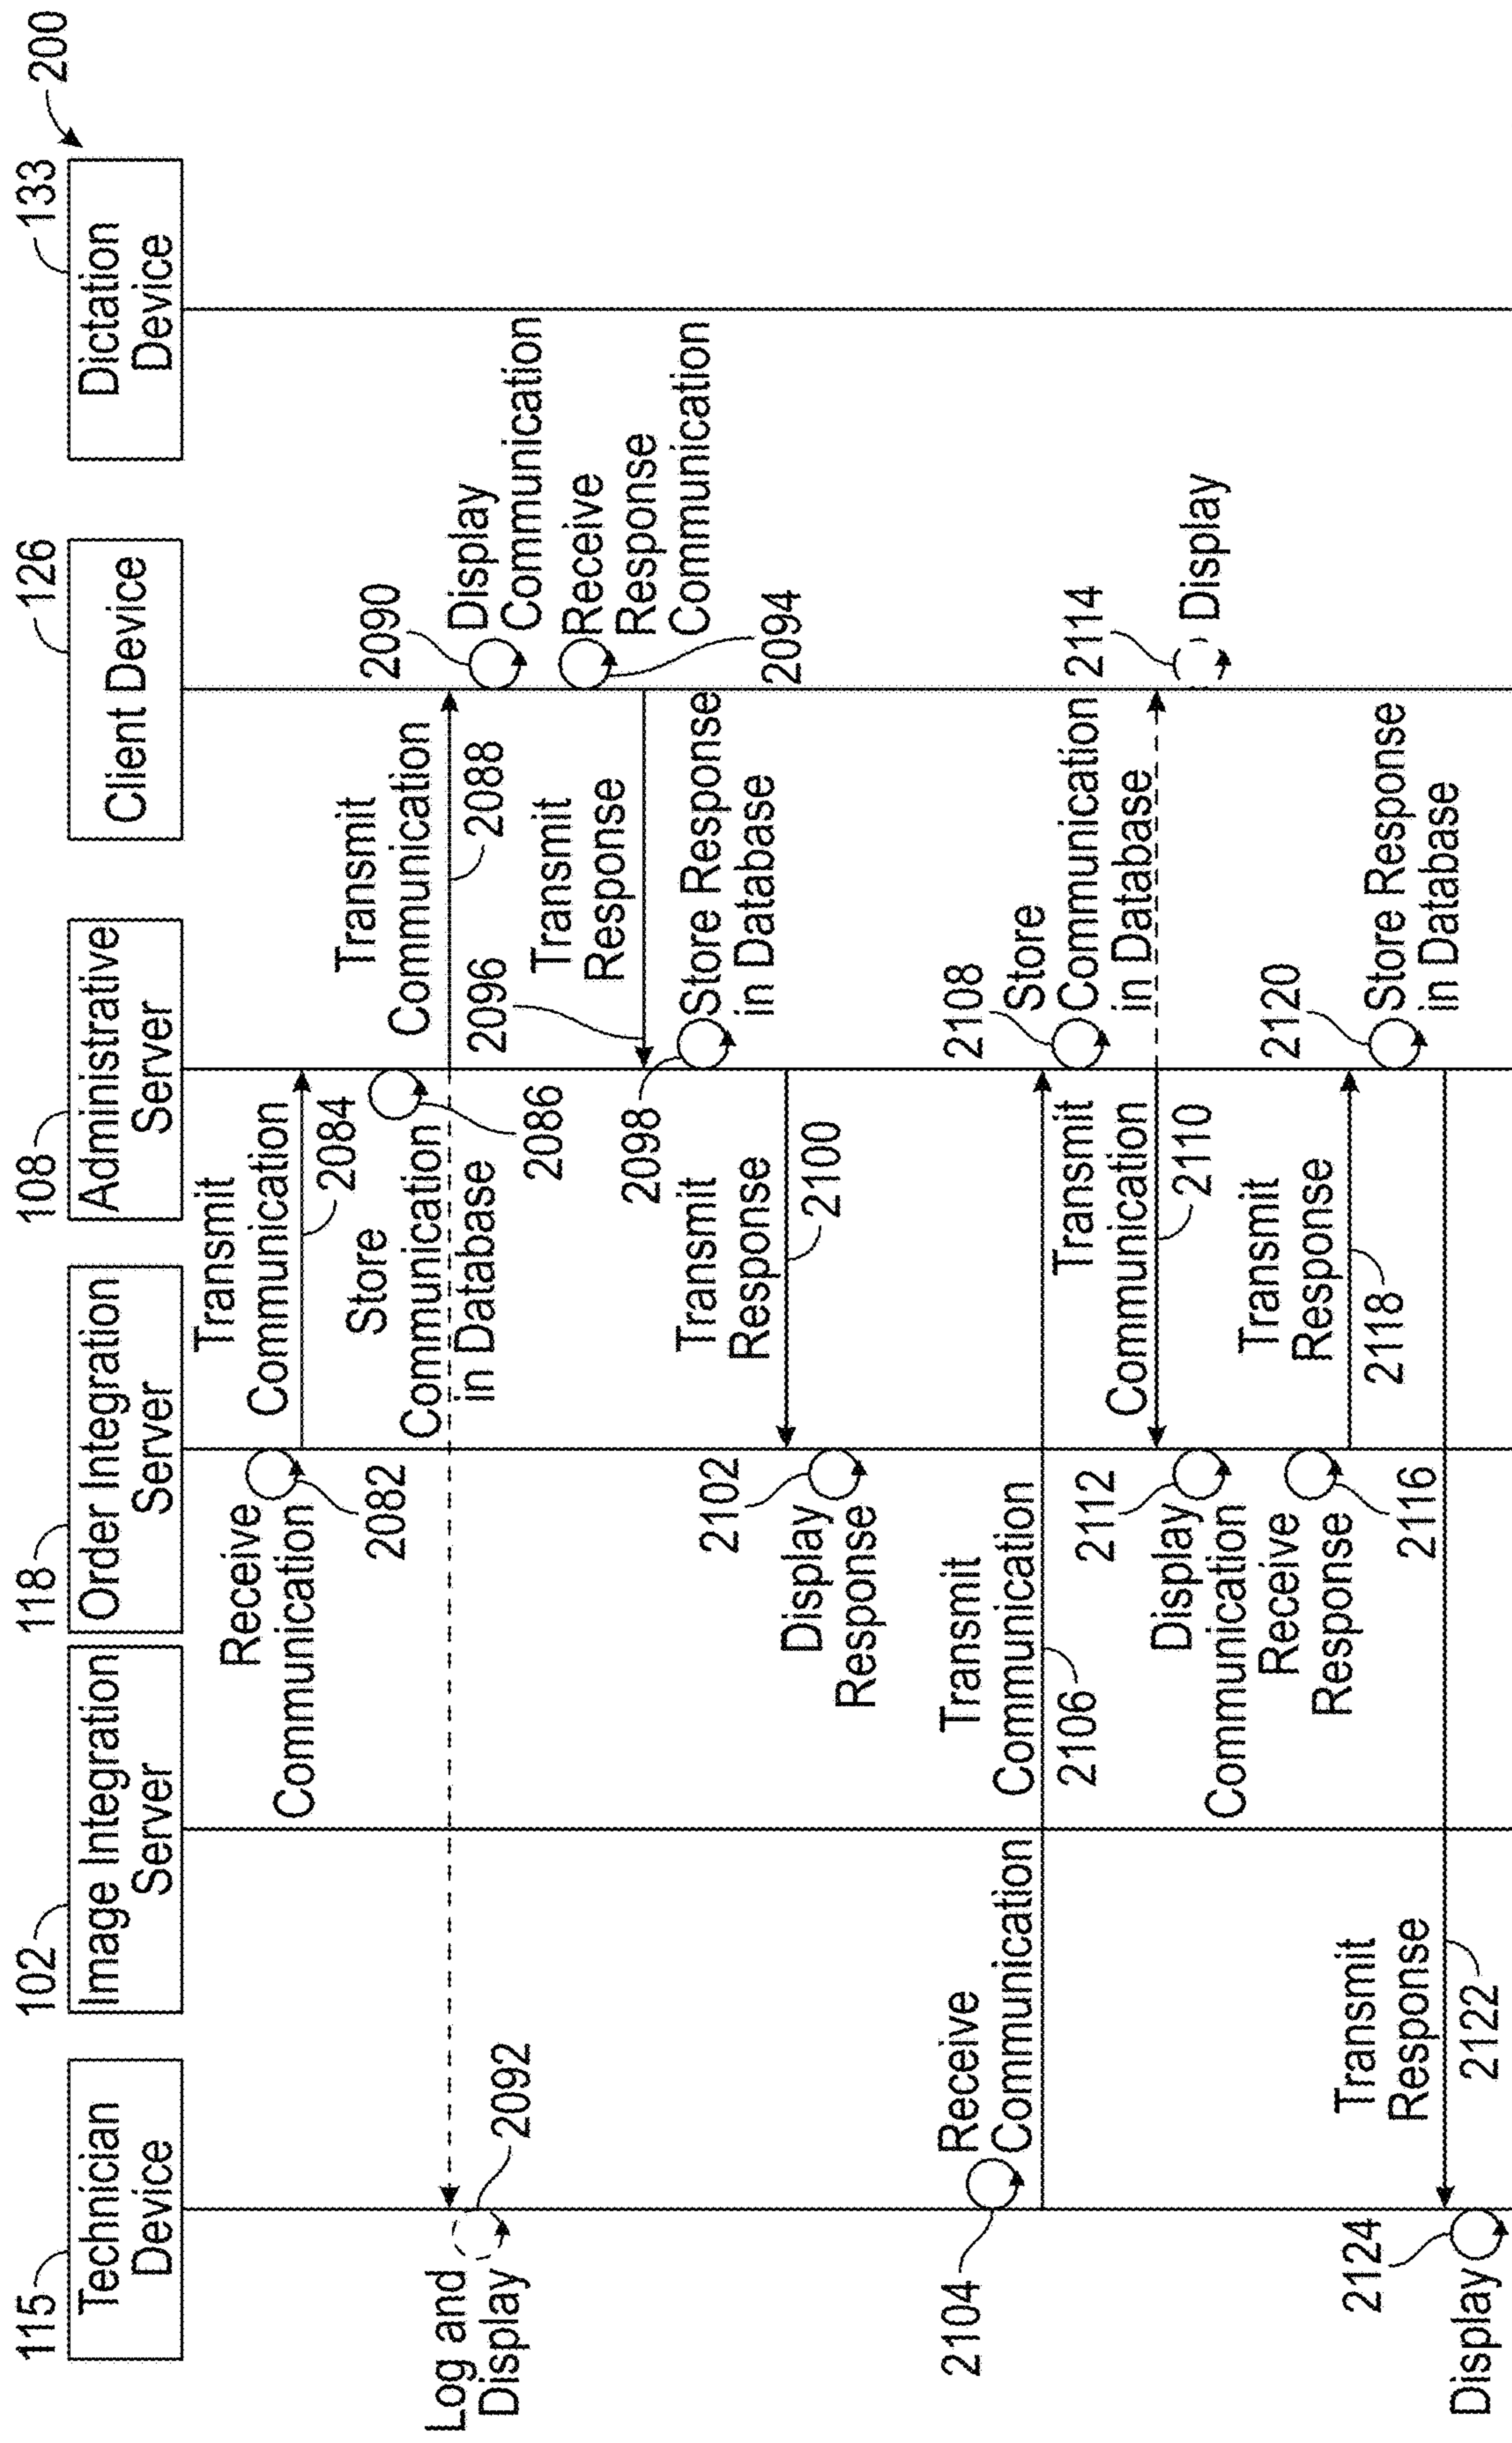 200
115
Technician
Device
102
Image Integration
Server
118
Order Integration
Server
108
Administrative
Server
126
Client Device
133
Dictation
Device
Receive
Communication
2082
Transmit
Communication
2084
Store
Communication
in Database
2086
Transmit
Communication
2088
Display
Communication
2090
Log and
Display
2092
Receive
Response
Communication
2094
Transmit
Response
2096
Store Response
in Database
2098
Transmit
Response
2100
Display
Response
2102
Receive
Communication
2104
Transmit
Communication
2106
Store
Communication
in Database
2108
Transmit
Communication
2110
Display
Communication
2112
Display
2114
Receive
Response
2116
Transmit
Response
2118
Store Response
in Database
2120
Transmit
Response
2122
Display
2124